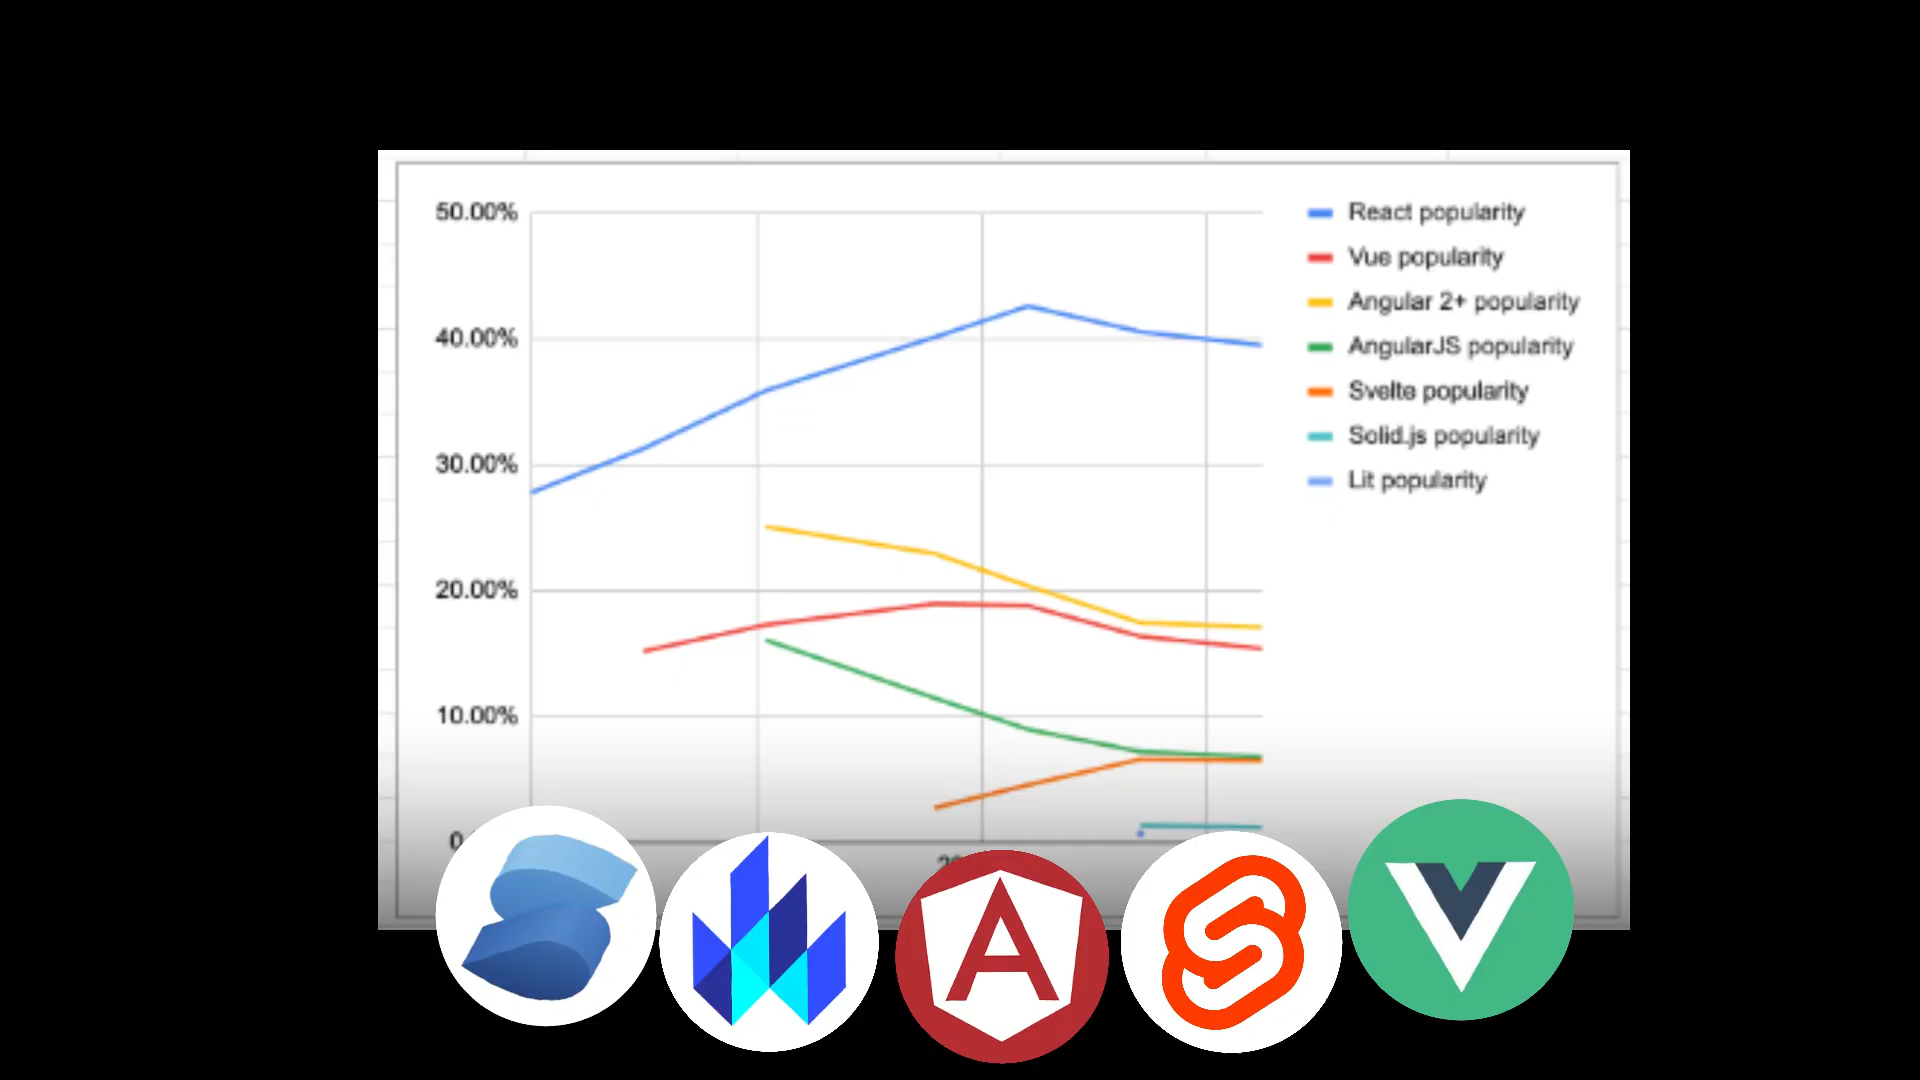 50.00%
40.00%
30.00%
20.00%
10.00%
React popularity
Vue popularity
Angular 2+ popularity
AngularJS popularity
Svelte popularity
Solid.js popularity
Lit popularity